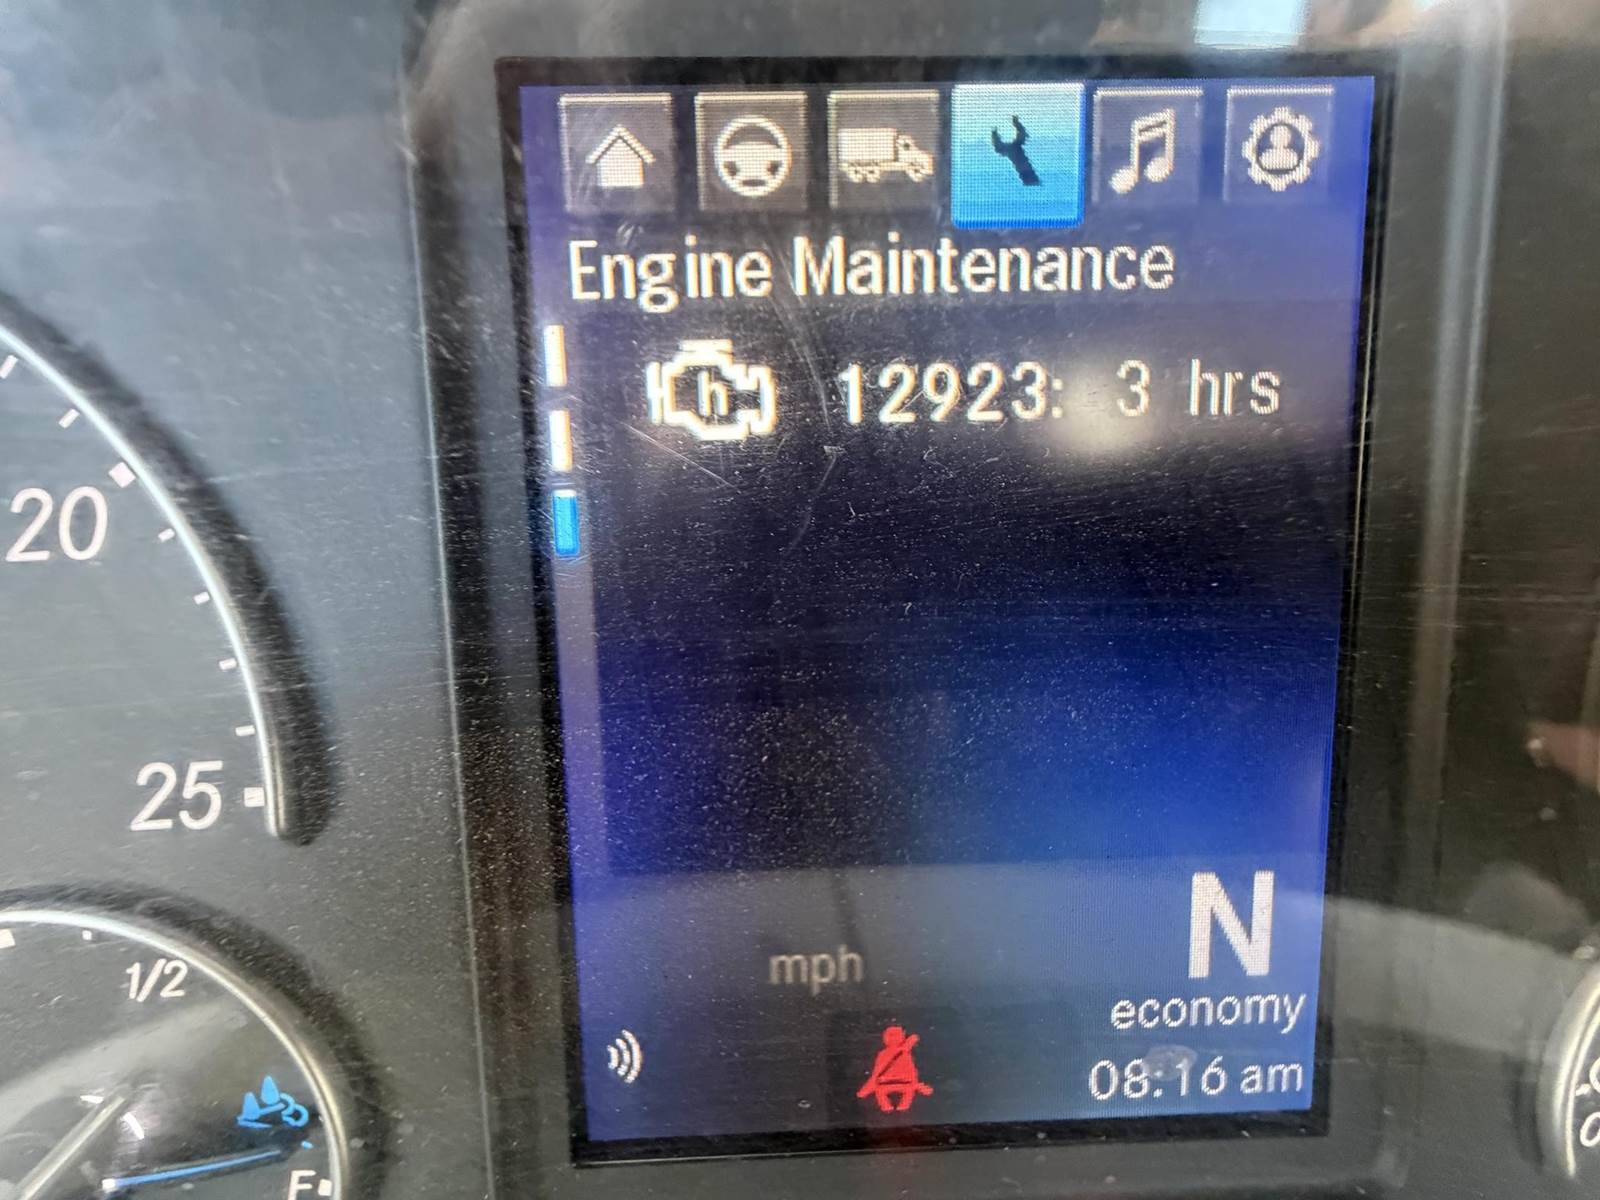 Engine Maintenance
h 12923: 3 hrs
20
25
mph
N
economy
08:16 am
1/2
F